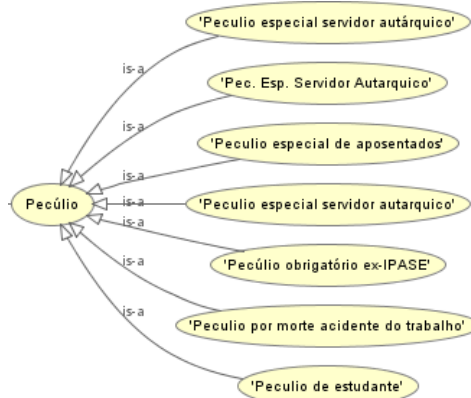 'Peculio especial servidor autárquico'
is-a
'Pec. Esp. Servidor Autarquico'
is-a
'Peculio especial de aposentados'
is-a
Pecúlio
is-a
'Peculio especial servidor autarquico'
is-a
'Pecúlio obrigatório ex-IPASE'
is-a
'Peculio por morte acidente do trabalho'
is-a
'Peculio de estudante'